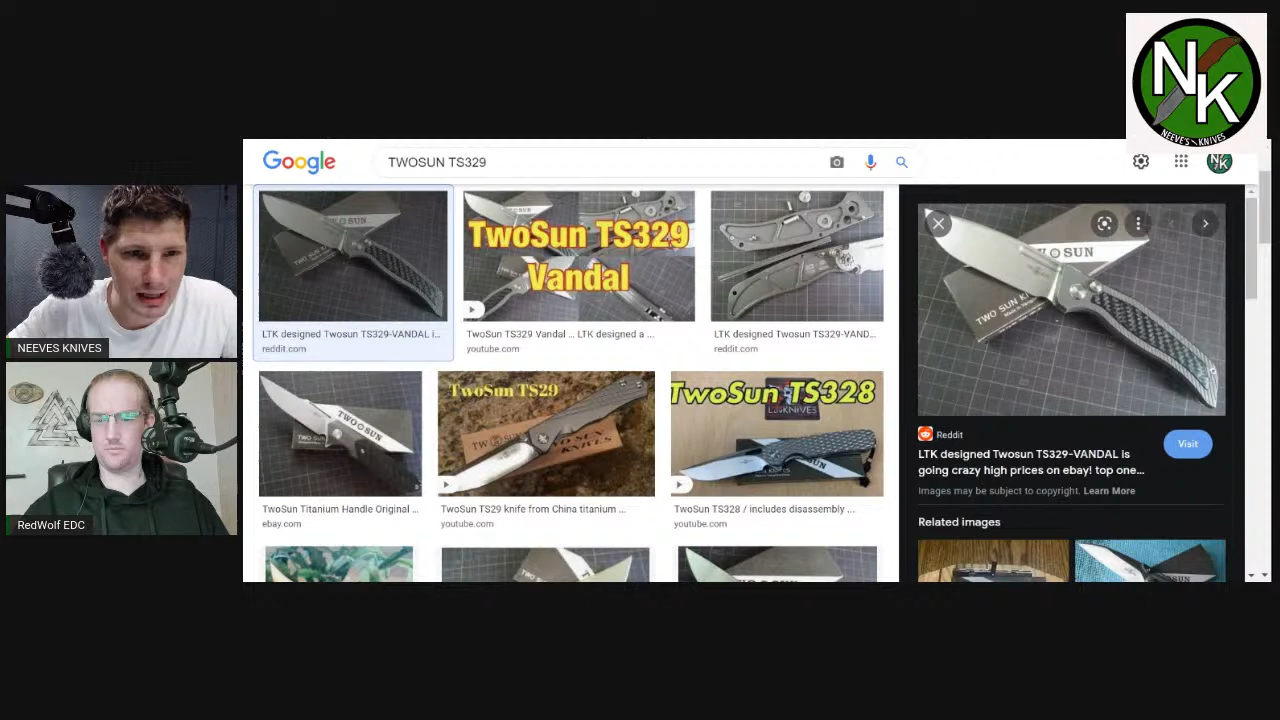 NK
NEEVE'S KNIVES
Google
TWOSUN TS329
NK
NEEVES KNIVES
RedWolf EDC
TWO SUN
LTK designed Twosun TS329-VANDAL i...
reddit.com
TwoSun TS329
Vandal
TwoSun TS329 Vandal ... LTK designed a ...
youtube.com
LTK designed Twosun TS329-VAND...
reddit.com
TWO SUN
TwoSun Titanium Handle Original ...
ebay.com
TwoSun TS29
TwoSun TS29 knife from China titanium ...
youtube.com
TwoSun TS328
TwoSun TS328 / includes disassembly ...
youtube.com
TWO SUN
TWO SUN KNIVES
Reddit
Visit
LTK designed Twosun TS329-VANDAL is
going crazy high prices on ebay! top one...
Images may be subject to copyright. Learn More
Related images